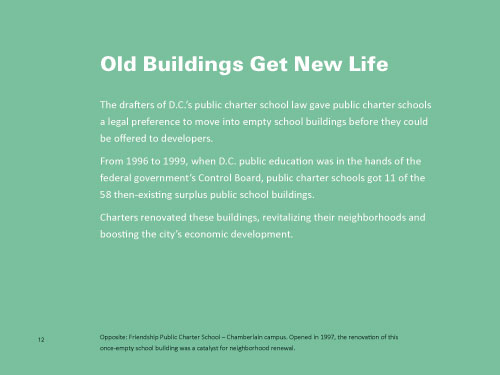 Old Buildings Get New Life
The drafters of D.C.'s public charter school law gave public charter schools
a legal preference to move into empty school buildings before they could
be offered to developers.
From 1996 to 1999, when D.C. public education was in the hands of the
federal government's Control Board, public charter schools got 11 of the
58 then-existing surplus public school buildings.
Charters renovated these buildings, revitalizing their neighborhoods and
boosting the city's economic development.
12
Opposite: Friendship Public Charter School – Chamberlain campus. Opened in 1997, the renovation of this
once-empty school building was a catalyst for neighborhood renewal.